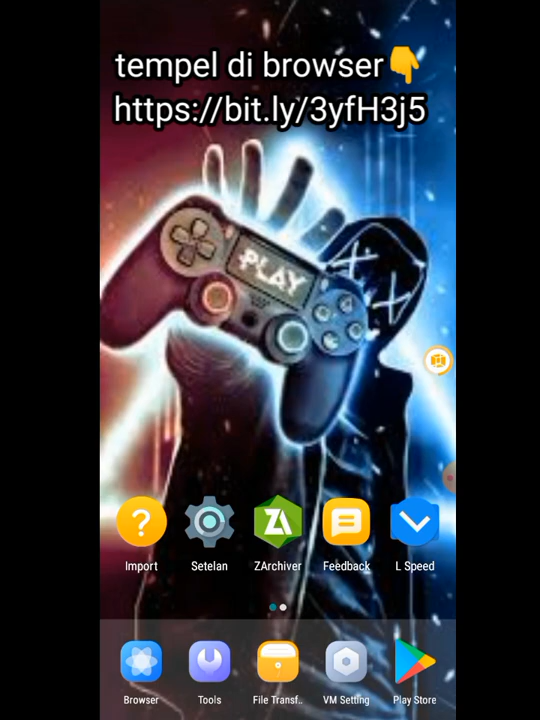 tempel di browser👇
https://bit.ly/3yfH3j5
PLAY
Import
Setelan
ZArchiver
Feedback
L Speed
Browser
Tools
File Transf..
VM Setting
Play Store